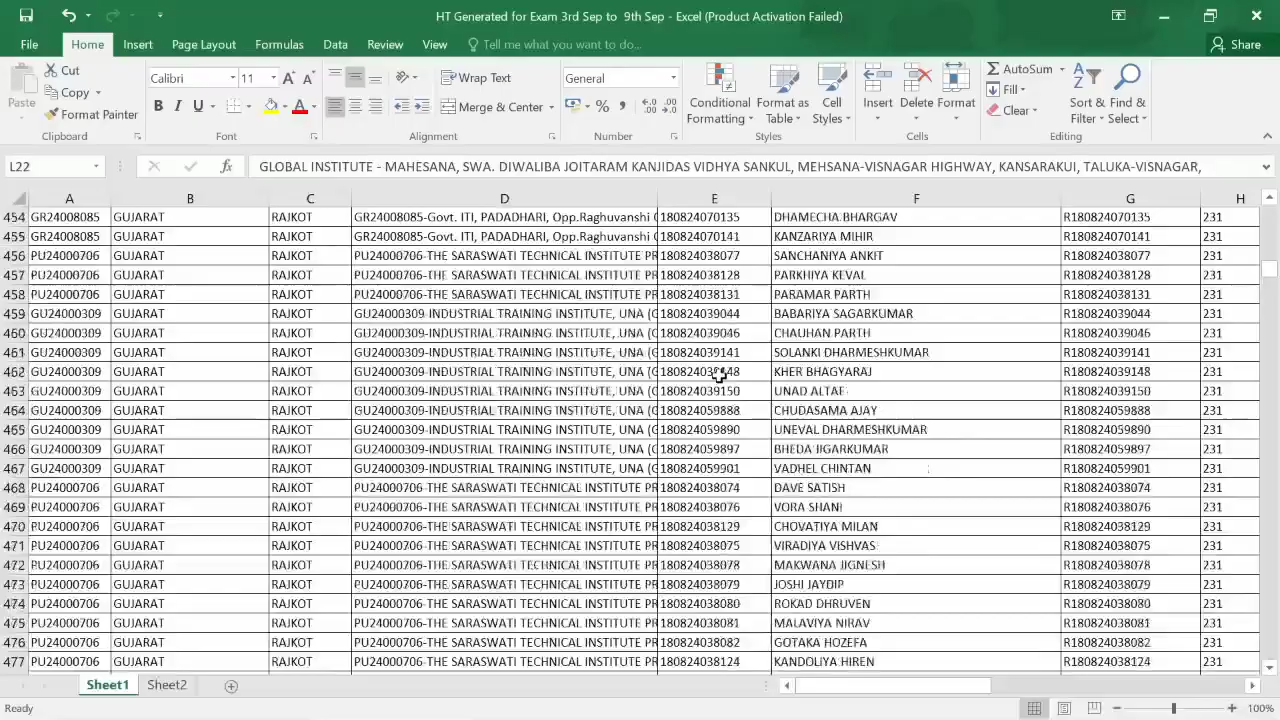 HT Generated for Exam 3rd Sep to 9th Sep - Excel (Product Activation Failed)
File Home Insert Page Layout Formulas Data Review View Tell me what you want to do... Share
Paste Cut Copy Format Painter Clipboard
Calibri 11 B I U Font
Wrap Text Merge & Center Alignment
General % Number
Conditional Formatting Format as Table Cell Styles Styles
Insert Delete Format Cells
AutoSum Fill Clear Sort & Filter Find & Select Editing
L22 fx GLOBAL INSTITUTE - MAHESANA, SWA. DIWALIBA JOITARAM KANJIDAS VIDHYA SANKUL, MEHSANA-VISNAGAR HIGHWAY, KANSARAKUI, TALUKA-VISNAGAR,
A B C D E F G H
454 GR24008085 GUJARAT RAJKOT GR24008085-Govt. ITI, PADADHARI, Opp.Raghuvanshi 180824070135 DHAMECHA BHARGAV R180824070135 231
455 GR24008085 GUJARAT RAJKOT GR24008085-Govt. ITI, PADADHARI, Opp.Raghuvanshi 180824070141 KANZARIYA MIHIR R180824070141 231
456 PU24000706 GUJARAT RAJKOT PU24000706-THE SARASWATI TECHNICAL INSTITUTE PR 180824038077 SANCHANIYA ANKIT R180824038077 231
457 PU24000706 GUJARAT RAJKOT PU24000706-THE SARASWATI TECHNICAL INSTITUTE PR 180824038128 PARKHIYA KEVAL R180824038128 231
458 PU24000706 GUJARAT RAJKOT PU24000706-THE SARASWATI TECHNICAL INSTITUTE PR 180824038131 PARAMAR PARTH R180824038131 231
459 GU24000309 GUJARAT RAJKOT GU24000309-INDUSTRIAL TRAINING INSTITUTE, UNA (G 180824039044 BABARIYA SAGARKUMAR R180824039044 231
460 GU24000309 GUJARAT RAJKOT GU24000309-INDUSTRIAL TRAINING INSTITUTE, UNA (G 180824039046 CHAUHAN PARTH R180824039046 231
461 GU24000309 GUJARAT RAJKOT GU24000309-INDUSTRIAL TRAINING INSTITUTE, UNA (G 180824039141 SOLANKI DHARMESHKUMAR R180824039141 231
462 GU24000309 GUJARAT RAJKOT GU24000309-INDUSTRIAL TRAINING INSTITUTE, UNA (G 180824039148 KHER BHAGYARAJ R180824039148 231
463 GU24000309 GUJARAT RAJKOT GU24000309-INDUSTRIAL TRAINING INSTITUTE, UNA (G 180824039150 UNAD ALTAF R180824039150 231
464 GU24000309 GUJARAT RAJKOT GU24000309-INDUSTRIAL TRAINING INSTITUTE, UNA (G 180824059888 CHUDASAMA AJAY R180824059888 231
465 GU24000309 GUJARAT RAJKOT GU24000309-INDUSTRIAL TRAINING INSTITUTE, UNA (G 180824059890 UNEVAL DHARMESHKUMAR R180824059890 231
466 GU24000309 GUJARAT RAJKOT GU24000309-INDUSTRIAL TRAINING INSTITUTE, UNA (G 180824059897 BHEDA JIGARKUMAR R180824059897 231
467 GU24000309 GUJARAT RAJKOT GU24000309-INDUSTRIAL TRAINING INSTITUTE, UNA (G 180824059901 VADHEL CHINTAN R180824059901 231
468 PU24000706 GUJARAT RAJKOT PU24000706-THE SARASWATI TECHNICAL INSTITUTE PR 180824038074 DAVE SATISH R180824038074 231
469 PU24000706 GUJARAT RAJKOT PU24000706-THE SARASWATI TECHNICAL INSTITUTE PR 180824038076 VORA SHANI R180824038076 231
470 PU24000706 GUJARAT RAJKOT PU24000706-THE SARASWATI TECHNICAL INSTITUTE PR 180824038129 CHOVATIYA MILAN R180824038129 231
471 PU24000706 GUJARAT RAJKOT PU24000706-THE SARASWATI TECHNICAL INSTITUTE PR 180824038075 VIRADIYA VISHVAS R180824038075 231
472 PU24000706 GUJARAT RAJKOT PU24000706-THE SARASWATI TECHNICAL INSTITUTE PR 180824038078 MAKWANA JIGNESH R180824038078 231
473 PU24000706 GUJARAT RAJKOT PU24000706-THE SARASWATI TECHNICAL INSTITUTE PR 180824038079 JOSHI JAYDIP R180824038079 231
474 PU24000706 GUJARAT RAJKOT PU24000706-THE SARASWATI TECHNICAL INSTITUTE PR 180824038080 ROKAD DHRUVEN R180824038080 231
475 PU24000706 GUJARAT RAJKOT PU24000706-THE SARASWATI TECHNICAL INSTITUTE PR 180824038081 MALAVIYA NIRAV R180824038081 231
476 PU24000706 GUJARAT RAJKOT PU24000706-THE SARASWATI TECHNICAL INSTITUTE PR 180824038082 GOTAKA HOZEFA R180824038082 231
477 PU24000706 GUJARAT RAJKOT PU24000706-THE SARASWATI TECHNICAL INSTITUTE PR 180824038124 KANDOLIYA HIREN R180824038124 231
Sheet1 Sheet2
Ready 100%